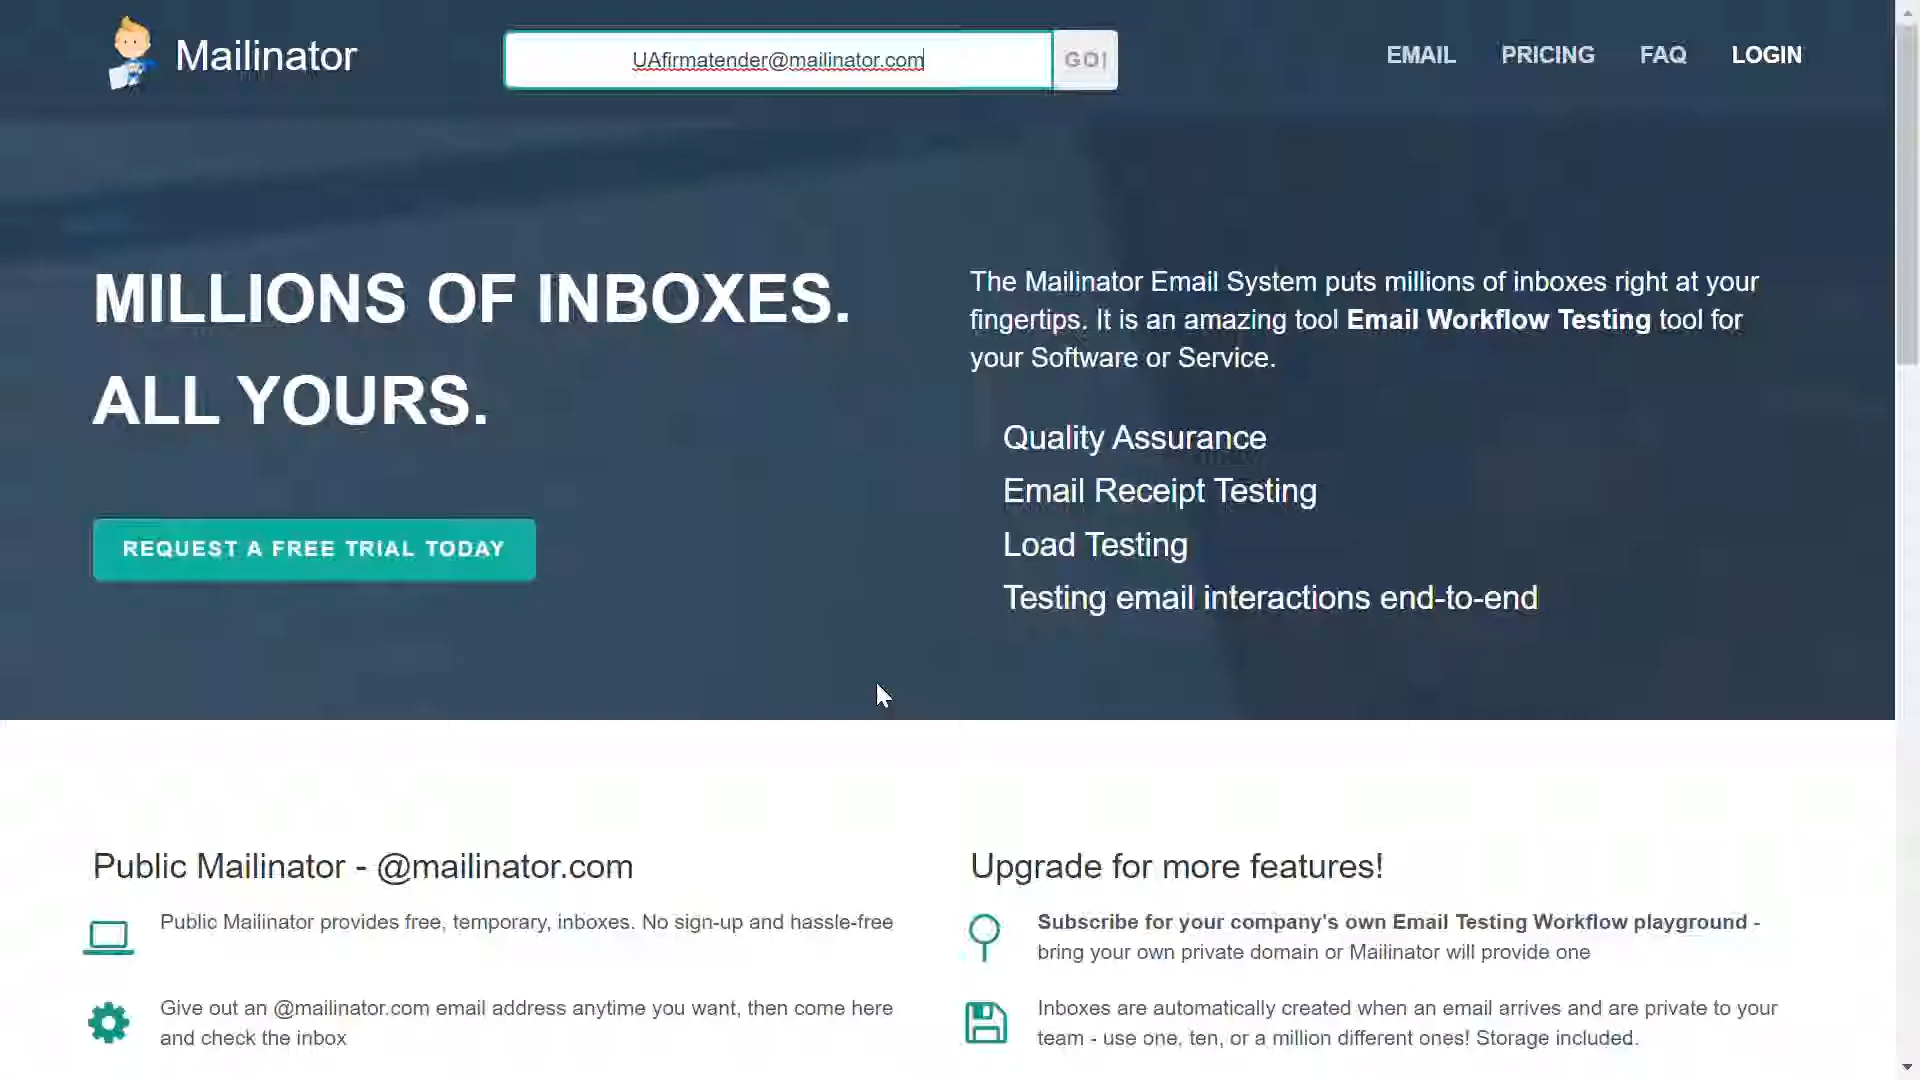 Mailinator
UAfirmatender@mailinator.com
GO!
EMAIL PRICING FAQ LOGIN
MILLIONS OF INBOXES.
ALL YOURS.
REQUEST A FREE TRIAL TODAY
The Mailinator Email System puts millions of inboxes right at your
fingertips. It is an amazing tool Email Workflow Testing tool for
your Software or Service.
Quality Assurance
Email Receipt Testing
Load Testing
Testing email interactions end-to-end
Public Mailinator - @mailinator.com
Public Mailinator provides free, temporary, inboxes. No sign-up and hassle-free
Give out an @mailinator.com email address anytime you want, then come here
and check the inbox
Upgrade for more features!
Subscribe for your company's own Email Testing Workflow playground -
bring your own private domain or Mailinator will provide one
Inboxes are automatically created when an email arrives and are private to your
team - use one, ten, or a million different ones! Storage included.